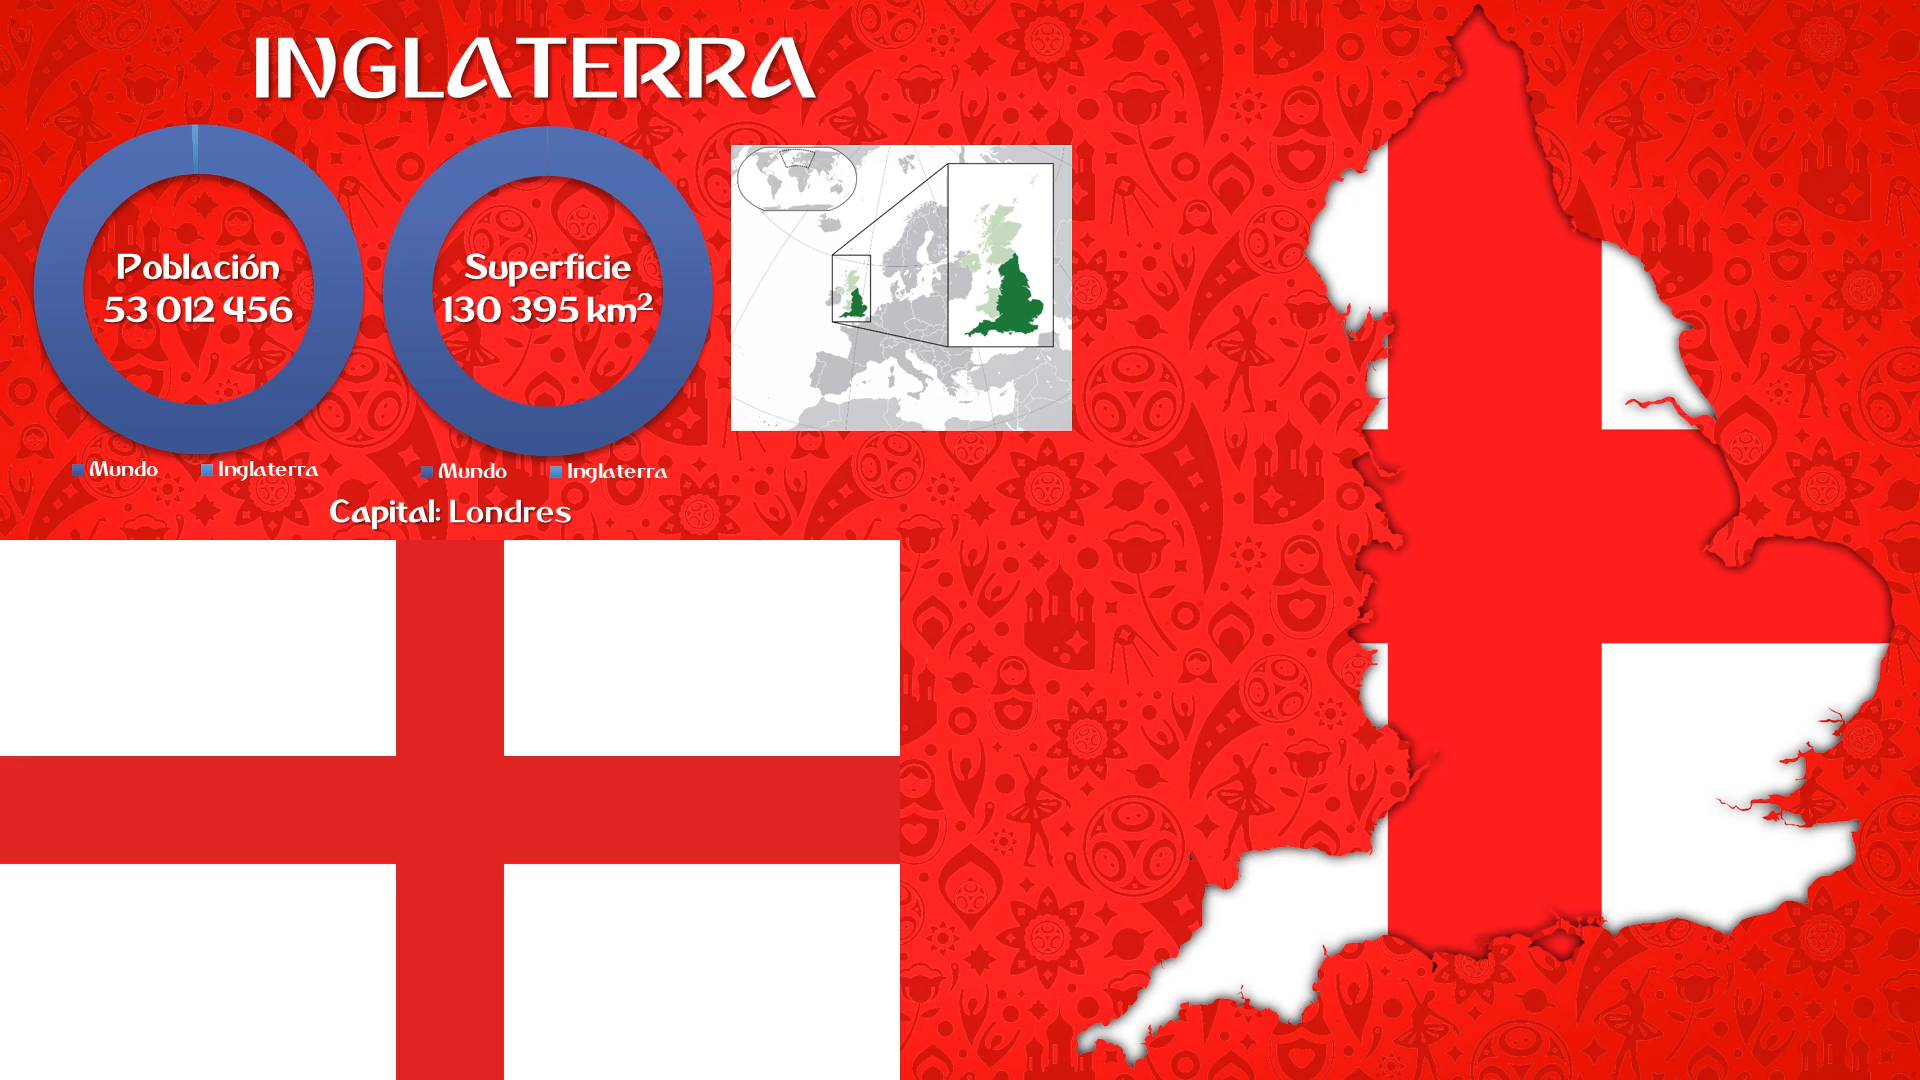 INGLATERRA
Población
53 012 456
Mundo Inglaterra
Superficie
130 395 km²
Mundo Inglaterra
Capital: Londres